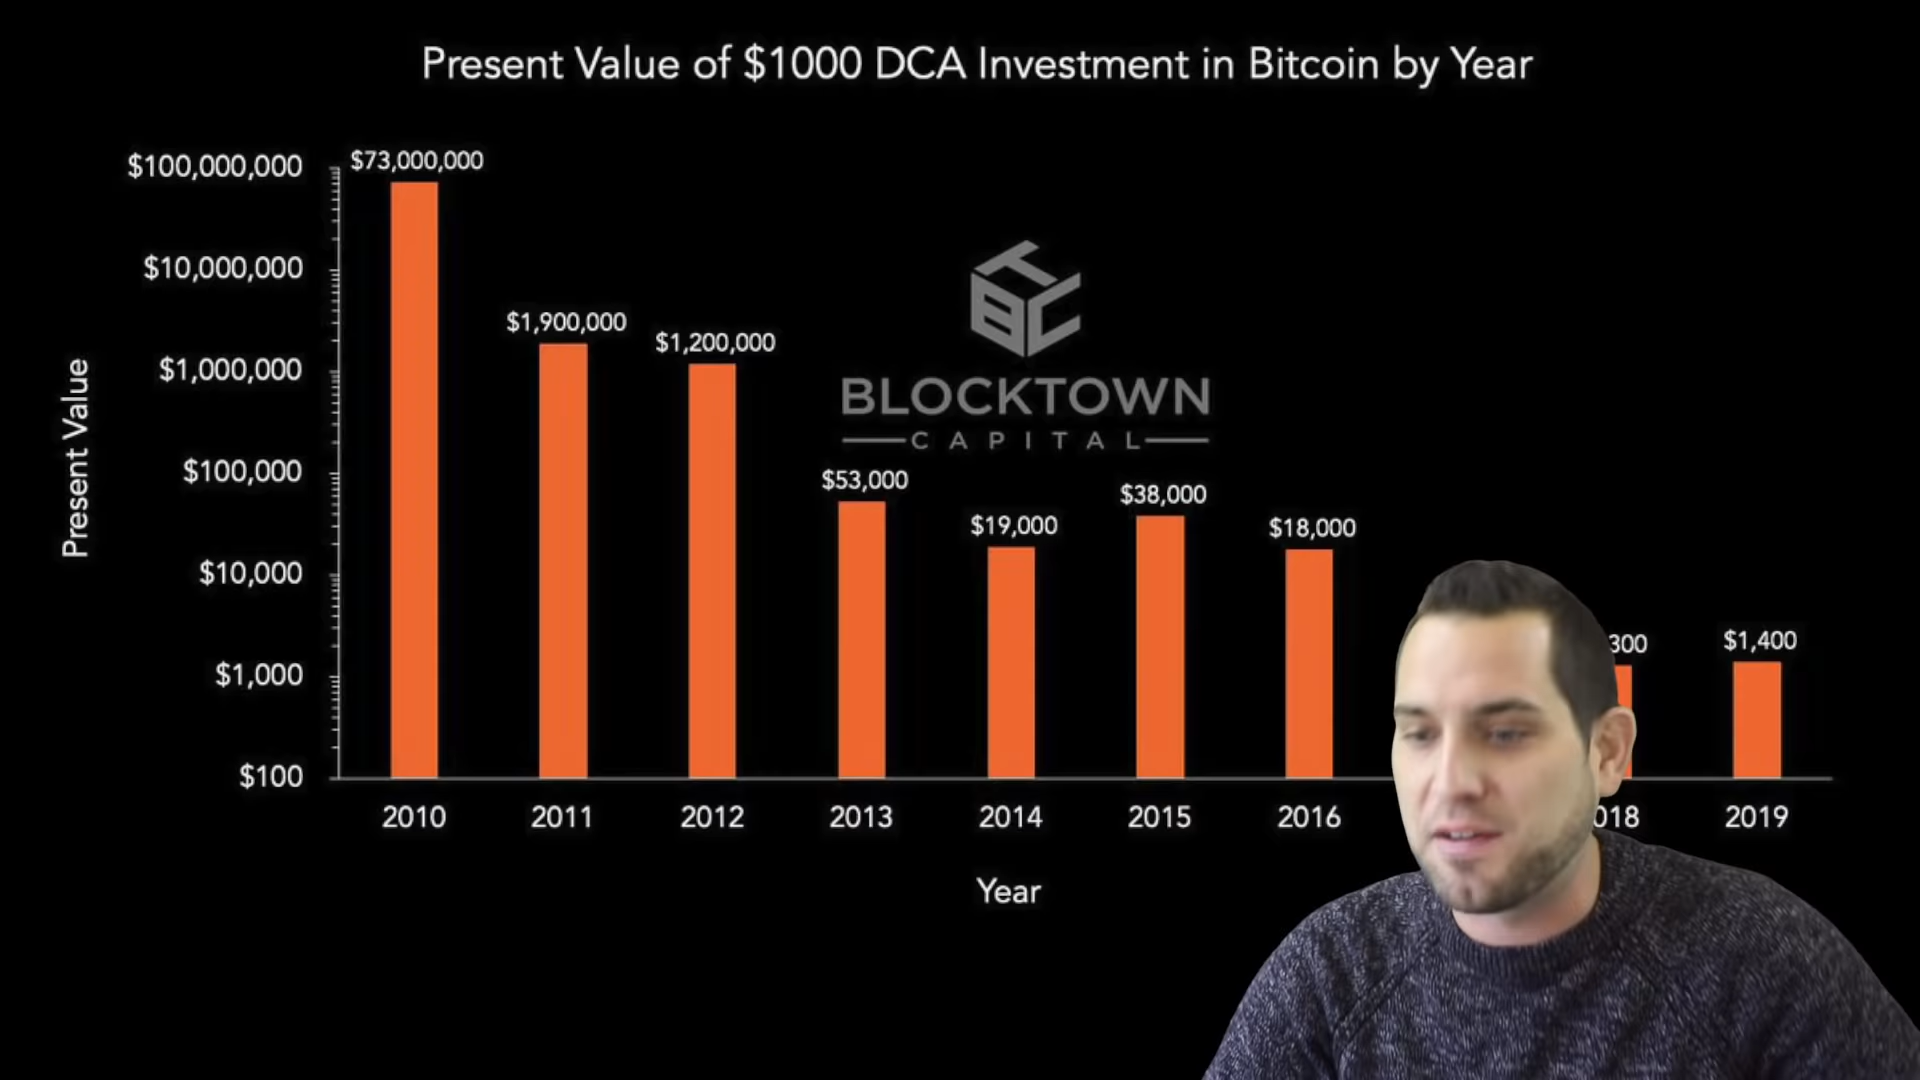 Present Value of $1000 DCA Investment in Bitcoin by Year
$100,000,000
$10,000,000
$1,000,000
$100,000
$10,000
$1,000
$100
Present Value
$73,000,000
$1,900,000
$1,200,000
$53,000
$19,000
$38,000
$18,000
300
$1,400
BLOCKTOWN
CAPITAL
2010 2011 2012 2013 2014 2015 2016 018 2019
Year